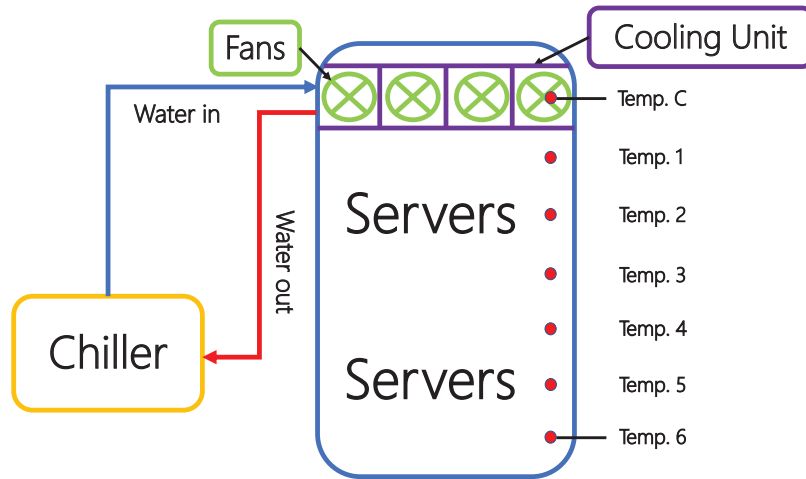 Fans
Cooling Unit
Water in
Temp. C
Temp. 1
Servers
Temp. 2
Water out
Temp. 3
Chiller
Temp. 4
Servers
Temp. 5
Temp. 6